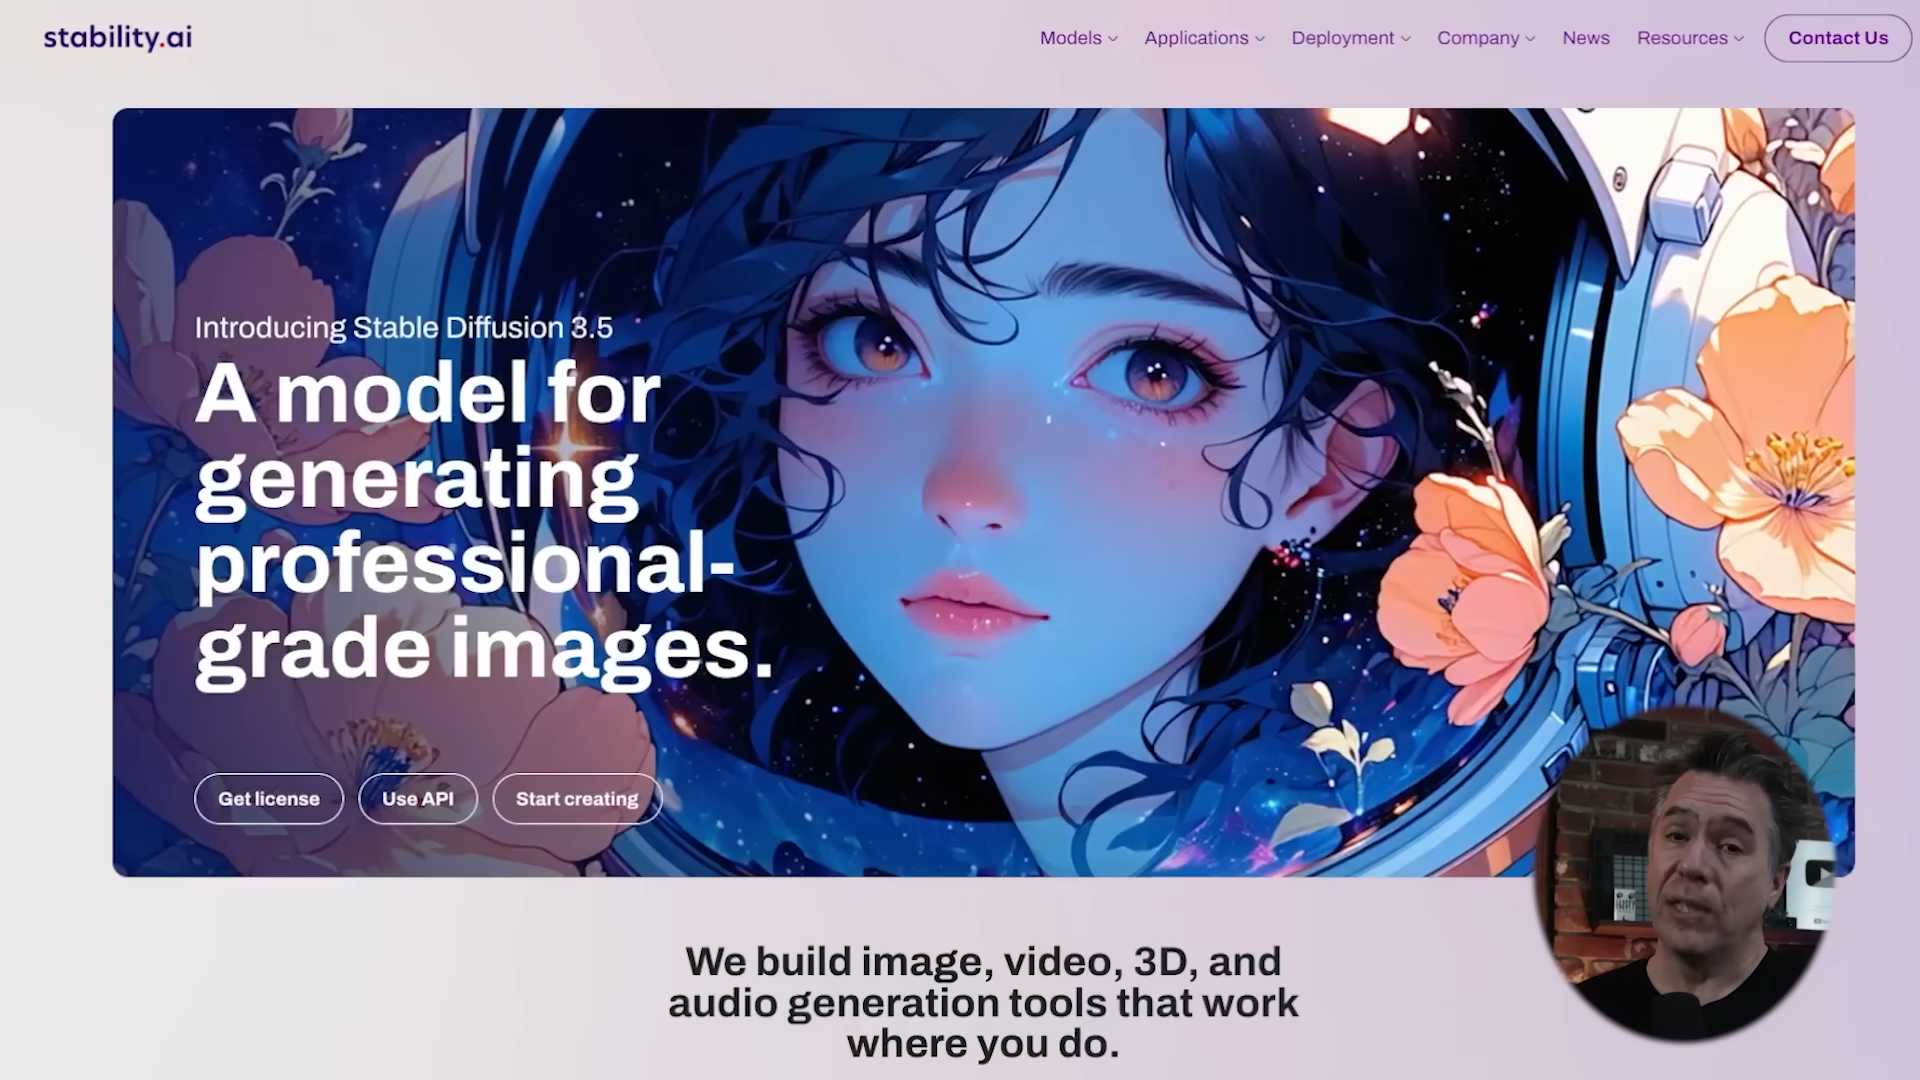 stability.ai
Models
Applications
Deployment
Company
News
Resources
Contact Us
Introducing Stable Diffusion 3.5
A model for
generating
professional-
grade images.
Get license
Use API
Start creating
We build image, video, 3D, and
audio generation tools that work
where you do.